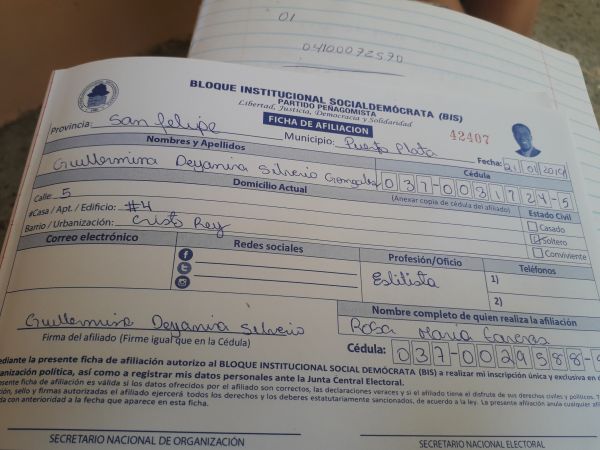 01
04100072570
BLOQUE INSTITUCIONAL SOCIALDEMÓCRATA (BIS)
PARTIDO PEÑAGOMISTA
Libertad, Justicia, Democracia y Solidaridad
FICHA DE AFILIACION
42407
Provincia: San felipe Municipio: Puerto Plata Fecha: 21 01 2019
Nombres y Apellidos Cédula
Guillermina Deyanira Silverio Gonzalez 037-0031724-5
Domicilio Actual (Anexar copia de cédula del afiliado)
Calle 5 Estado Civil
#Casa / Apt. / Edificio: #4 Casado
Barrio / Urbanización: Cristo Rey Soltero
Conviviente
Correo electrónico Redes sociales Profesión/Oficio Teléfonos
Estilista 1)
2)
Guillermina Deyanira Silverio
Nombre completo de quien realiza la afiliación
Rosa Maria
Firma del afiliado (Firme igual que en la Cédula)
Cédula: 037-0029588-
ediante la presente ficha de afiliación autorizo al BLOQUE INSTITUCIONAL SOCIAL DEMÓCRATA (BIS) a realizar mi inscripción única y exclusiva en
ganización política, así como a registrar mis datos personales ante la Junta Central Electoral.
esente ficha de afiliación es válida si los datos ofrecidos por el afiliado son correctos, las declaraciones veraces y si el afiliado tiene el disfrute de sus derechos civiles y políticos.
ción, sello y firmas autorizadas el afiliado ejercerá todos los derechos y los deberes estatutariamente sancionados, de acuerdo a la ley. La presente afiliación anula cualquier
da con anterioridad a la fecha que aparece en esta ficha.
SECRETARIO NACIONAL DE ORGANIZACIÓN SECRETARIO NACIONAL ELECTORAL